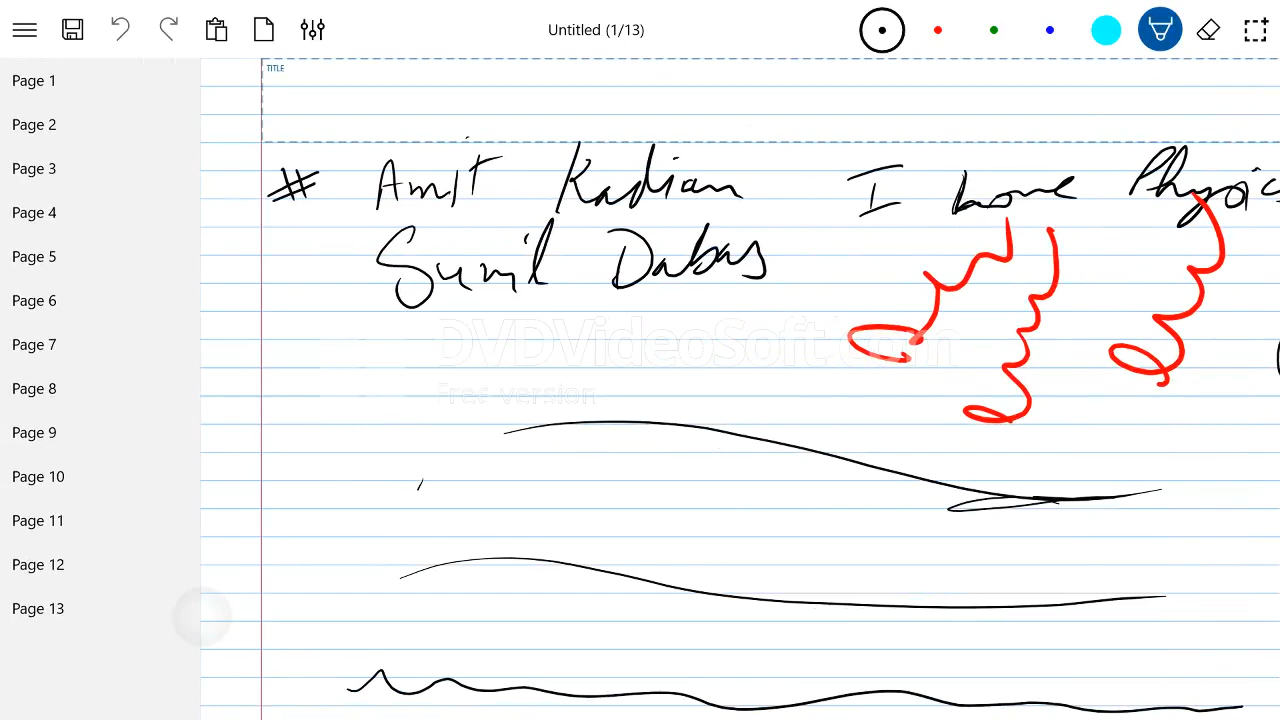 Untitled (1/13)
Page 1
Page 2
Page 3
Page 4
Page 5
Page 6
Page 7
Page 8
Page 9
Page 10
Page 11
Page 12
Page 13
TITLE
# Amit Kadian I Love Physic
Sunil Dabas
DVDVideoSoft.com
Free version